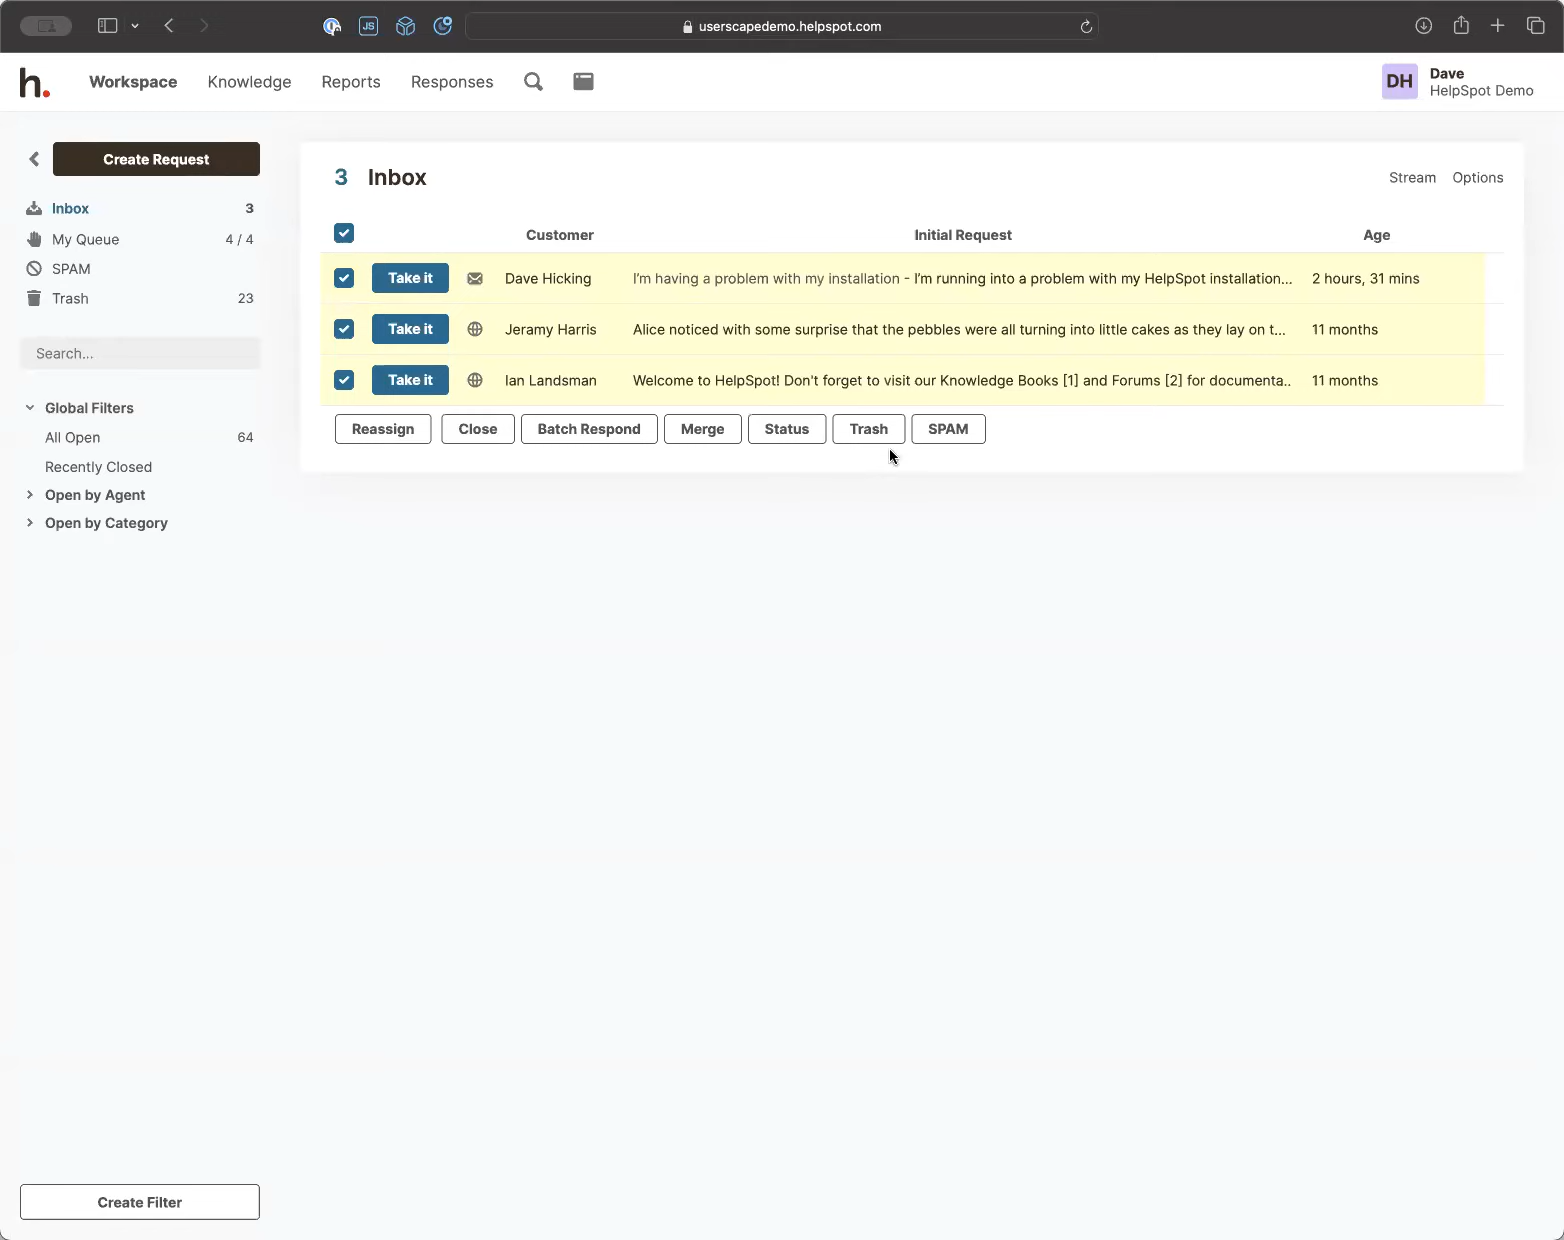 JS
userscapedemo.helpspot.com
h.
Workspace
Knowledge
Reports
Responses
DH
Dave
HelpSpot Demo
Create Request
Inbox 3
My Queue 4 / 4
SPAM
Trash 23
Search...
Global Filters
All Open 64
Recently Closed
Open by Agent
Open by Category
Create Filter
3 Inbox
Stream Options
Customer Initial Request Age
Take it Dave Hicking I'm having a problem with my installation - I'm running into a problem with my HelpSpot installation... 2 hours, 31 mins
Take it Jeramy Harris Alice noticed with some surprise that the pebbles were all turning into little cakes as they lay on t... 11 months
Take it Ian Landsman Welcome to HelpSpot! Don't forget to visit our Knowledge Books [1] and Forums [2] for documenta.. 11 months
Reassign Close Batch Respond Merge Status Trash SPAM